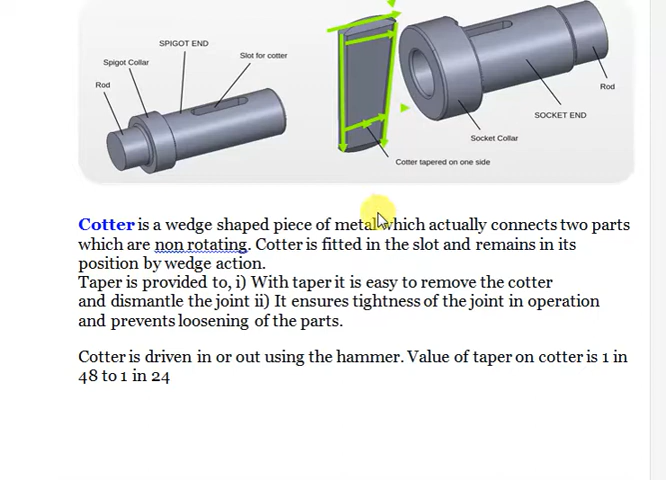 SPIGOT END
Slot for cotter
Spigot Collar
Rod
Rod
SOCKET END
Socket Collar
Cotter tapered on one side
Cotter is a wedge shaped piece of metal which actually connects two parts
which are non rotating. Cotter is fitted in the slot and remains in its
position by wedge action.
Taper is provided to, i) With taper it is easy to remove the cotter
and dismantle the joint ii) It ensures tightness of the joint in operation
and prevents loosening of the parts.
Cotter is driven in or out using the hammer. Value of taper on cotter is 1 in
48 to 1 in 24